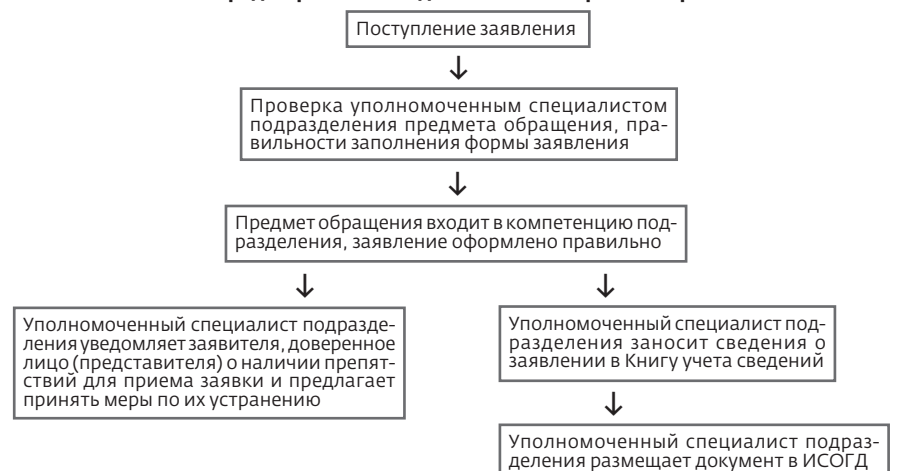 Поступление заявления
Проверка уполномоченным специалистом
подразделения предмета обращения, пра-
вильности заполнения формы заявления
Предмет обращения входит в компетенцию под-
разделения, заявление оформлено правильно
Уполномоченный специалист подразде-
ления уведомляет заявителя, доверенное
лицо (представителя) о наличии препят-
ствий для приема заявки и предлагает
принять меры по их устранению
Уполномоченный специалист под-
разделения заносит сведения о
заявлении в Книгу учета сведений
Уполномоченный специалист подраз-
деления размещает документ в ИСОГД